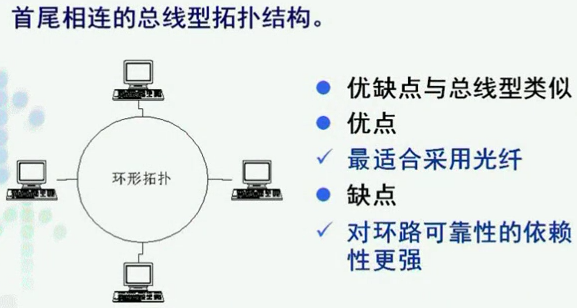 首尾相连的总线型拓扑结构。
环形拓扑
优缺点与总线型类似
优点
最适合采用光纤
缺点
对环路可靠性的依赖
性更强